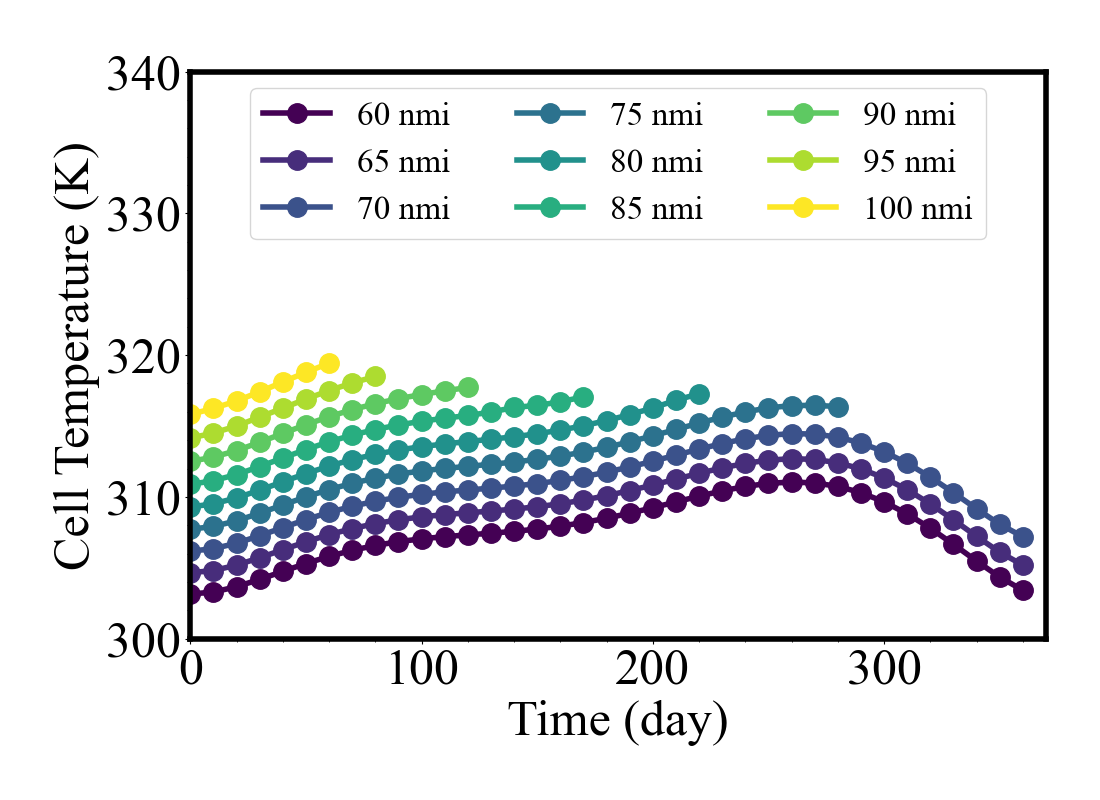 340
330
320
310
300
Cell Temperature (K)
60 nmi
65 nmi
70 nmi
75 nmi
80 nmi
85 nmi
90 nmi
95 nmi
100 nmi
0
100
200
300
Time (day)